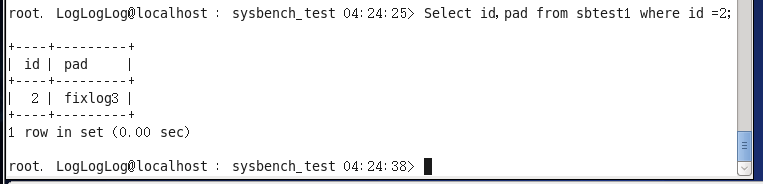 root. LogLogLog@localhost : sysbench_test 04:24:25> Select id,pad from sbtest1 where id =2;
+----+---------+
| id | pad     |
+----+---------+
|  2 | fixlog3 |
+----+---------+
1 row in set (0.00 sec)
root. LogLogLog@localhost : sysbench_test 04:24:38>